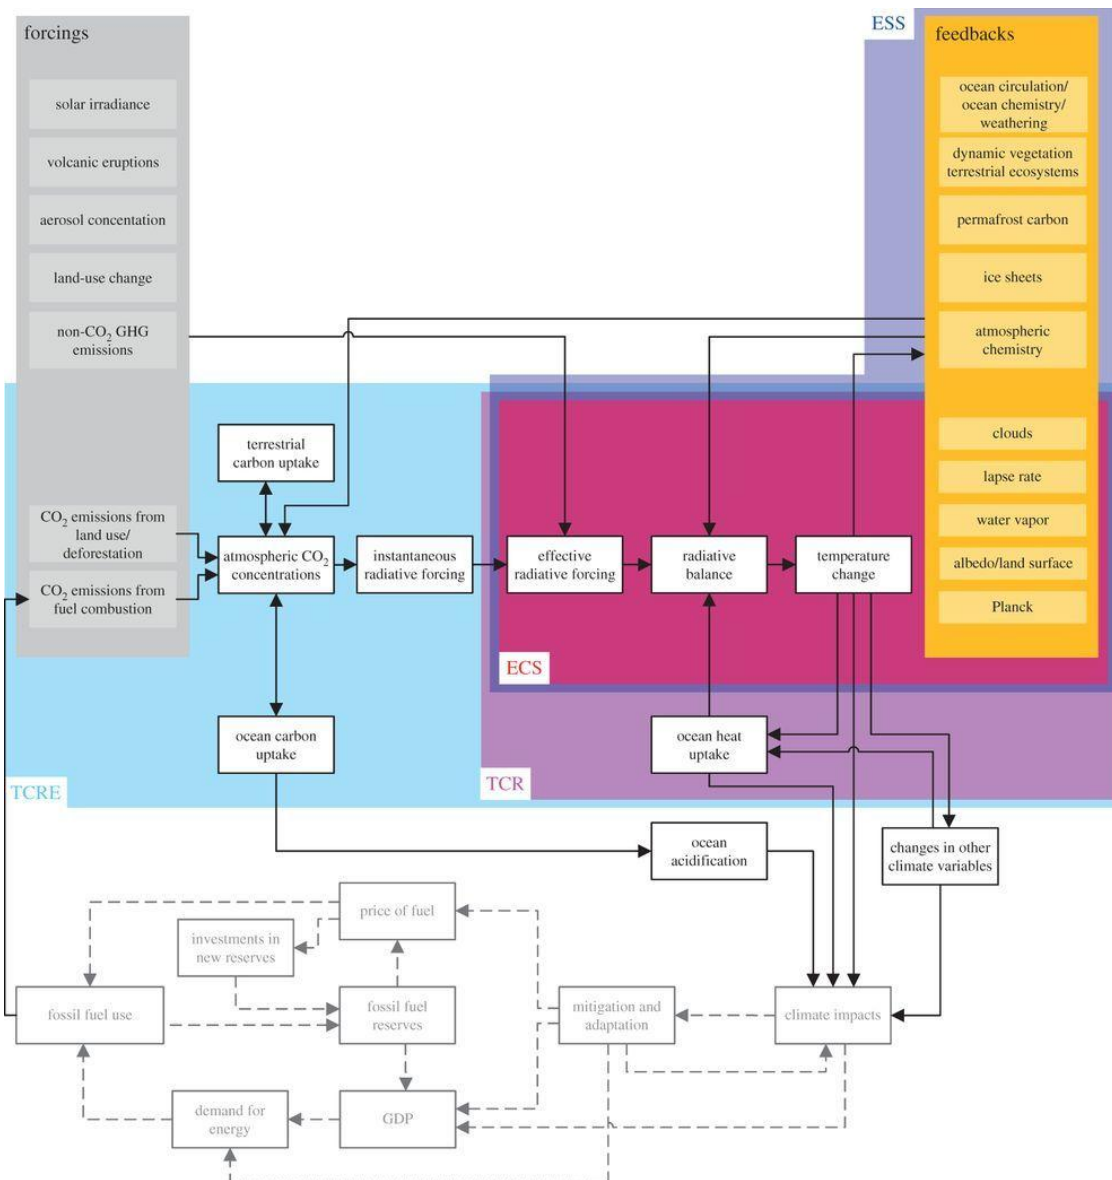 forcings
solar irradiance
volcanic eruptions
aerosol concentation
land-use change
non-CO₂ GHG
emissions
CO₂ emissions from
land use/
deforestation
CO₂ emissions from
fuel combustion
ESS
feedbacks
ocean circulation/
ocean chemistry/
weathering
dynamic vegetation
terrestrial ecosystems
permafrost carbon
ice sheets
atmospheric
chemistry
clouds
lapse rate
water vapor
albedo/land surface
Planck
terrestrial
carbon uptake
atmospheric CO₂
concentrations
instantaneous
radiative forcing
effective
radiative forcing
radiative
balance
temperature
change
ECS
ocean carbon
uptake
ocean heat
uptake
TCRE
TCR
ocean
acidification
changes in other
climate variables
price of fuel
investments in
new reserves
fossil fuel use
fossil fuel
reserves
mitigation and
adaptation
climate impacts
demand for
energy
GDP